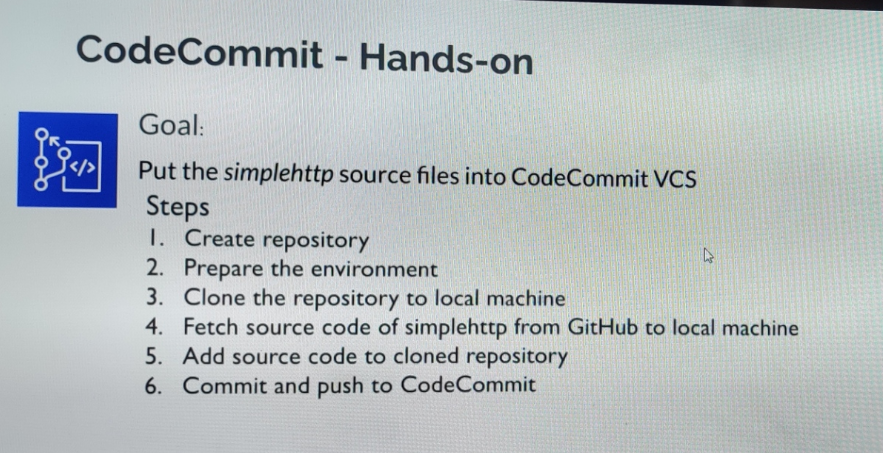 CodeCommit - Hands-on
</>
Goal:
Put the simplehttp source files into CodeCommit VCS
Steps
1. Create repository
2. Prepare the environment
3. Clone the repository to local machine
4. Fetch source code of simplehttp from GitHub to local machine
5. Add source code to cloned repository
6. Commit and push to CodeCommit